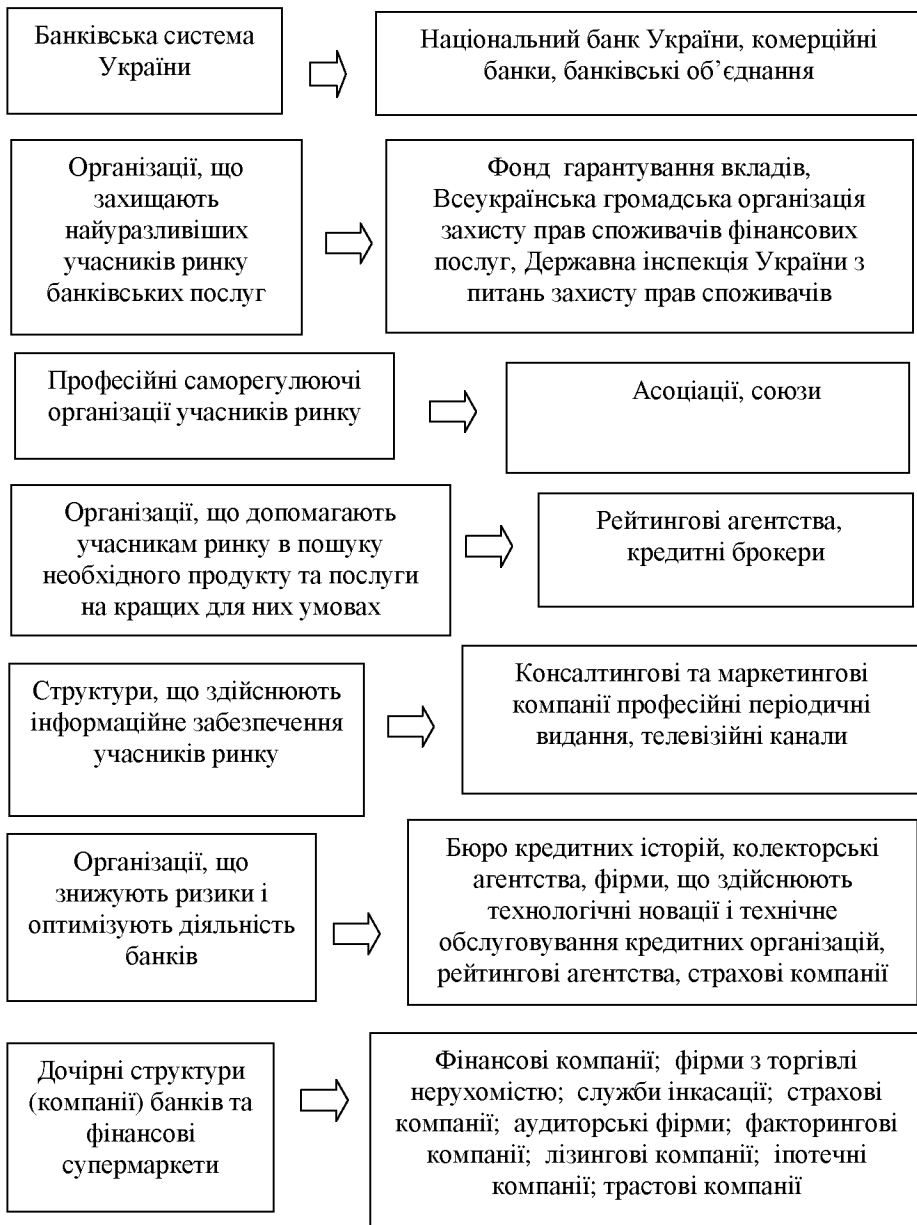 Банківська система
України
Національний банк України, комерційні
банки, банківські об’єднання
Організації, що
захищають
найуразливіших
учасників ринку
банківських послуг
Фонд гарантування вкладів,
Всеукраїнська громадська організація
захисту прав споживачів фінансових
послуг, Державна інспекція України з
питань захисту прав споживачів
Професійні саморегулюючі
організації учасників ринку
Асоціації, союзи
Організації, що допомагають
учасникам ринку в пошуку
необхідного продукту та послуги
на кращих для них умовах
Рейтингові агентства,
кредитні брокери
Структури, що здійснюють
інформаційне забезпечення
учасників ринку
Консалтингові та маркетингові
компанії професійні періодичні
видання, телевізійні канали
Організації, що
знижують ризики і
оптимізують діяльність
банків
Бюро кредитних історій, колекторські
агентства, фірми, що здійснюють
технологічні новації і технічне
обслуговування кредитних організацій,
рейтингові агентства, страхові компанії
Дочірні структури
(компанії) банків та
фінансові
супермаркети
Фінансові компанії; фірми з торгівлі
нерухомістю; служби інкасації; страхові
компанії; аудиторські фірми; факторингові
компанії; лізингові компанії; іпотечні
компанії; трастові компанії